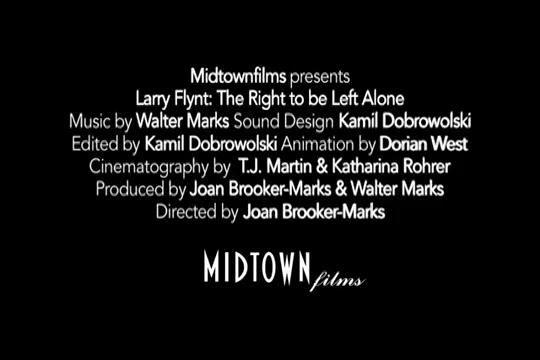 Midtownfilms presents
Larry Flynt: The Right to be Left Alone
Music by Walter Marks Sound Design Kamil Dobrowolski
Edited by Kamil Dobrowolski Animation by Dorian West
Cinematography by T.J. Martin & Katharina Rohrer
Produced by Joan Brooker-Marks & Walter Marks
Directed by Joan Brooker-Marks
MIDTOWN films